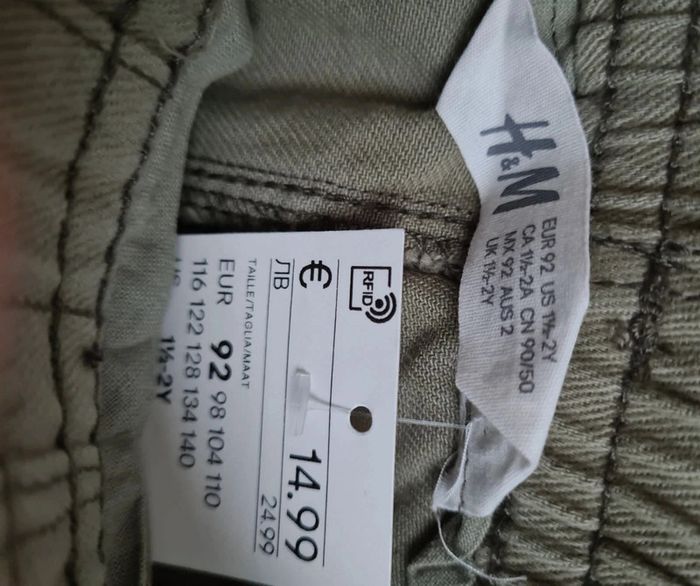 H&M
EUR 92 US 1½-2Y
CA 1½-2A CN 90/50
MX 92 AUS 2
UK 1½-2Y
RFID
€ 14.99
ЛВ 24.99
TAILLE/TAGLIA/MAAT
EUR 92 98 104 110
116 122 128 134 140
1½-2Y